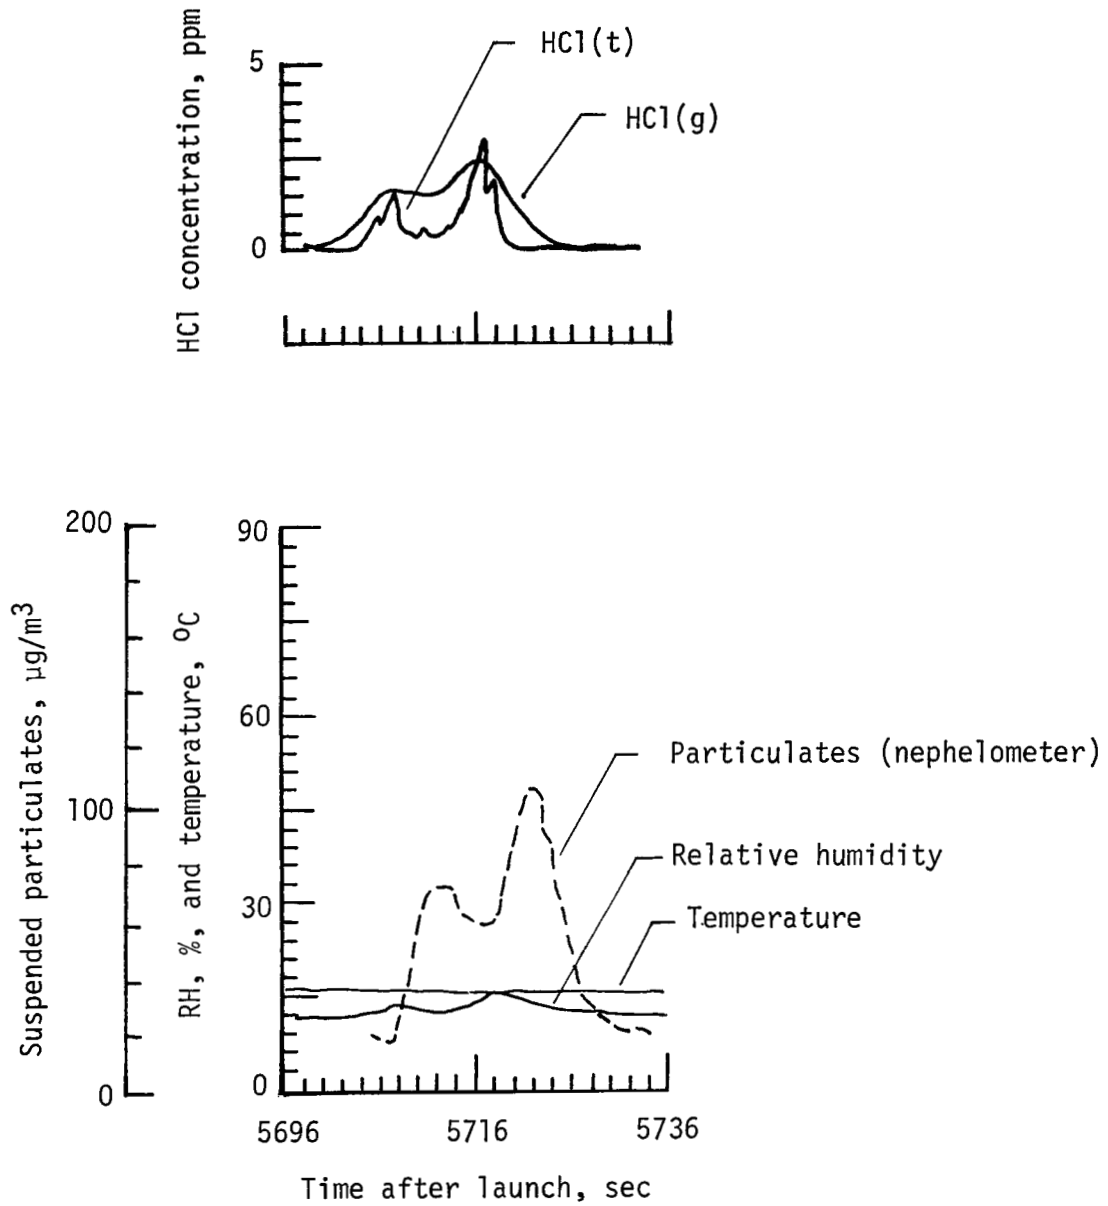 HCl concentration, ppm
5
0
HCl(t)
HCl(g)
Suspended particulates, µg/m3
200
100
0
RH, %, and temperature, °C
90
60
30
0
Particulates (nephelometer)
Relative humidity
Temperature
5696 5716 5736
Time after launch, sec